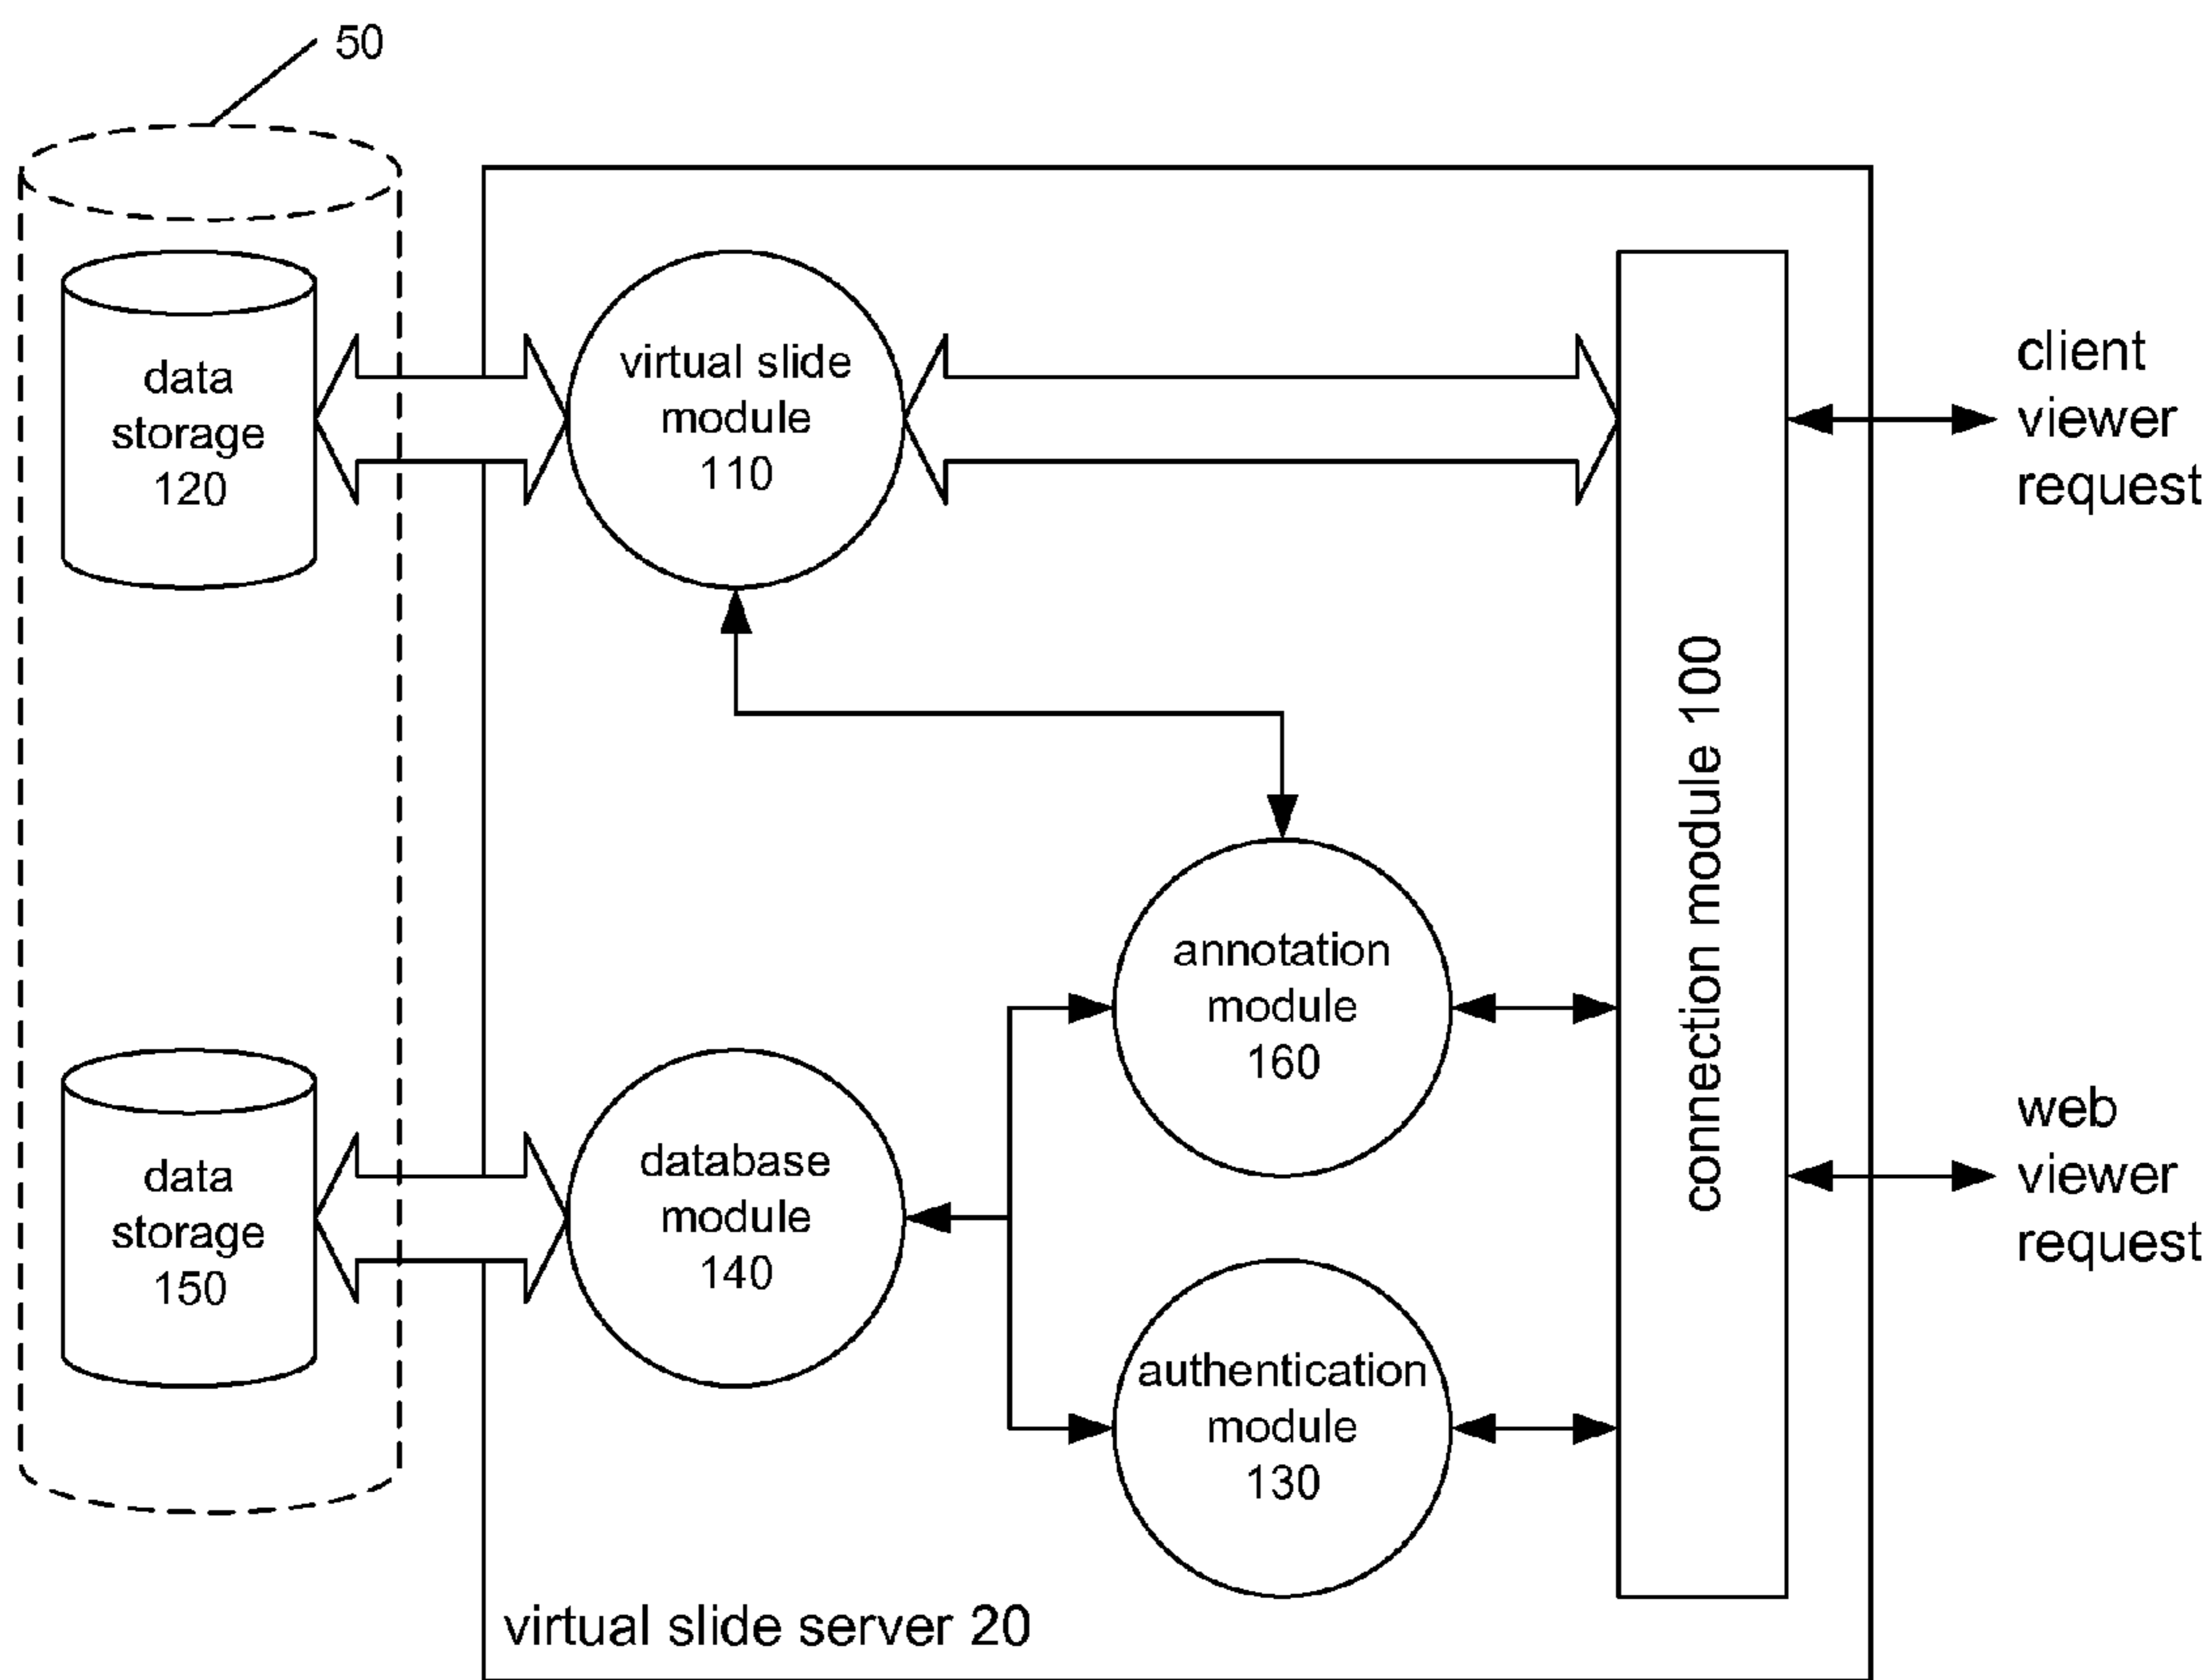 50
data
storage
120
virtual slide
module
110
client
viewer
request
connection module 100
annotation
module
160
web
viewer
request
data
storage
150
database
module
140
authentication
module
130
virtual slide server 20